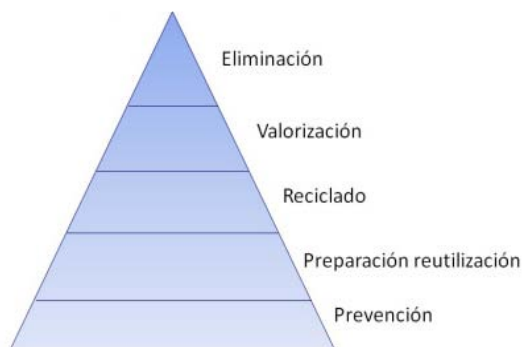 Eliminación
Valorización
Reciclado
Preparación reutilización
Prevención